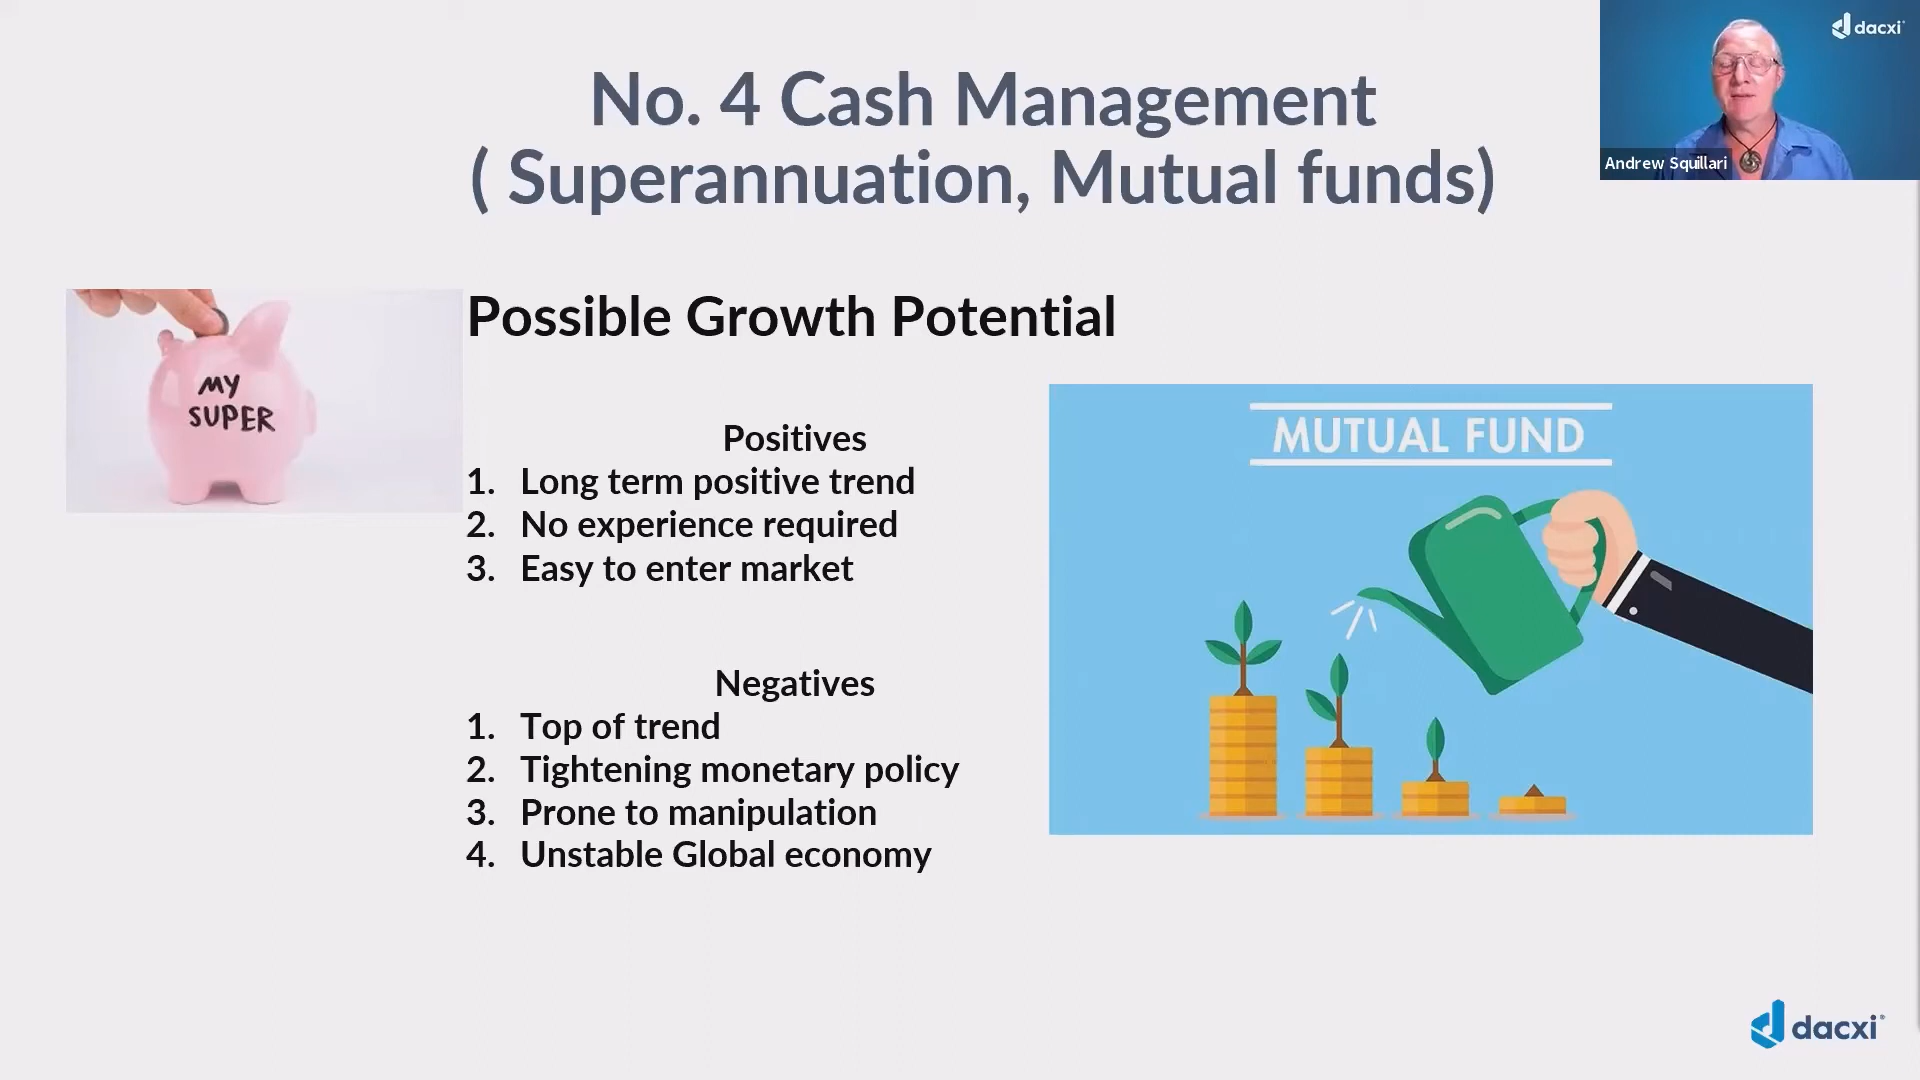 dacxi
Andrew Squillari
No. 4 Cash Management
( Superannuation, Mutual funds)
MY
SUPER
Possible Growth Potential
Positives
1. Long term positive trend
2. No experience required
3. Easy to enter market
Negatives
1. Top of trend
2. Tightening monetary policy
3. Prone to manipulation
4. Unstable Global economy
MUTUAL FUND
dacxi